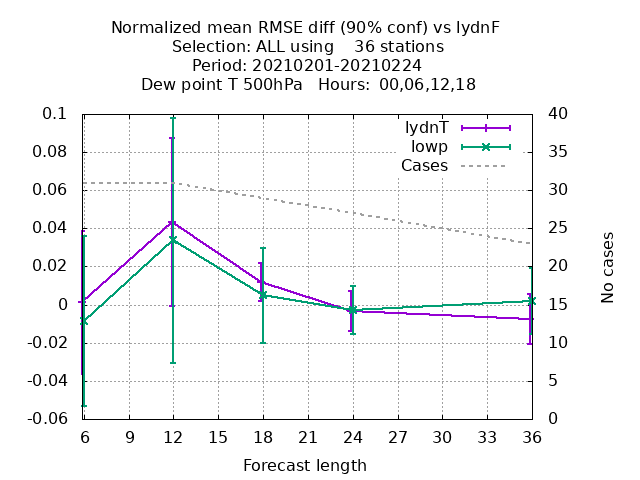 Normalized mean RMSE diff (90% conf) vs lydnF
Selection: ALL using 36 stations
Period: 20210201-20210224
Dew point T 500hPa Hours: 00,06,12,18
lydnT
lowp
Cases
0.1
0.08
0.06
0.04
0.02
0
-0.02
-0.04
-0.06
40
35
30
25
20
15
10
5
0
No cases
6 9 12 15 18 21 24 27 30 33 36
Forecast length